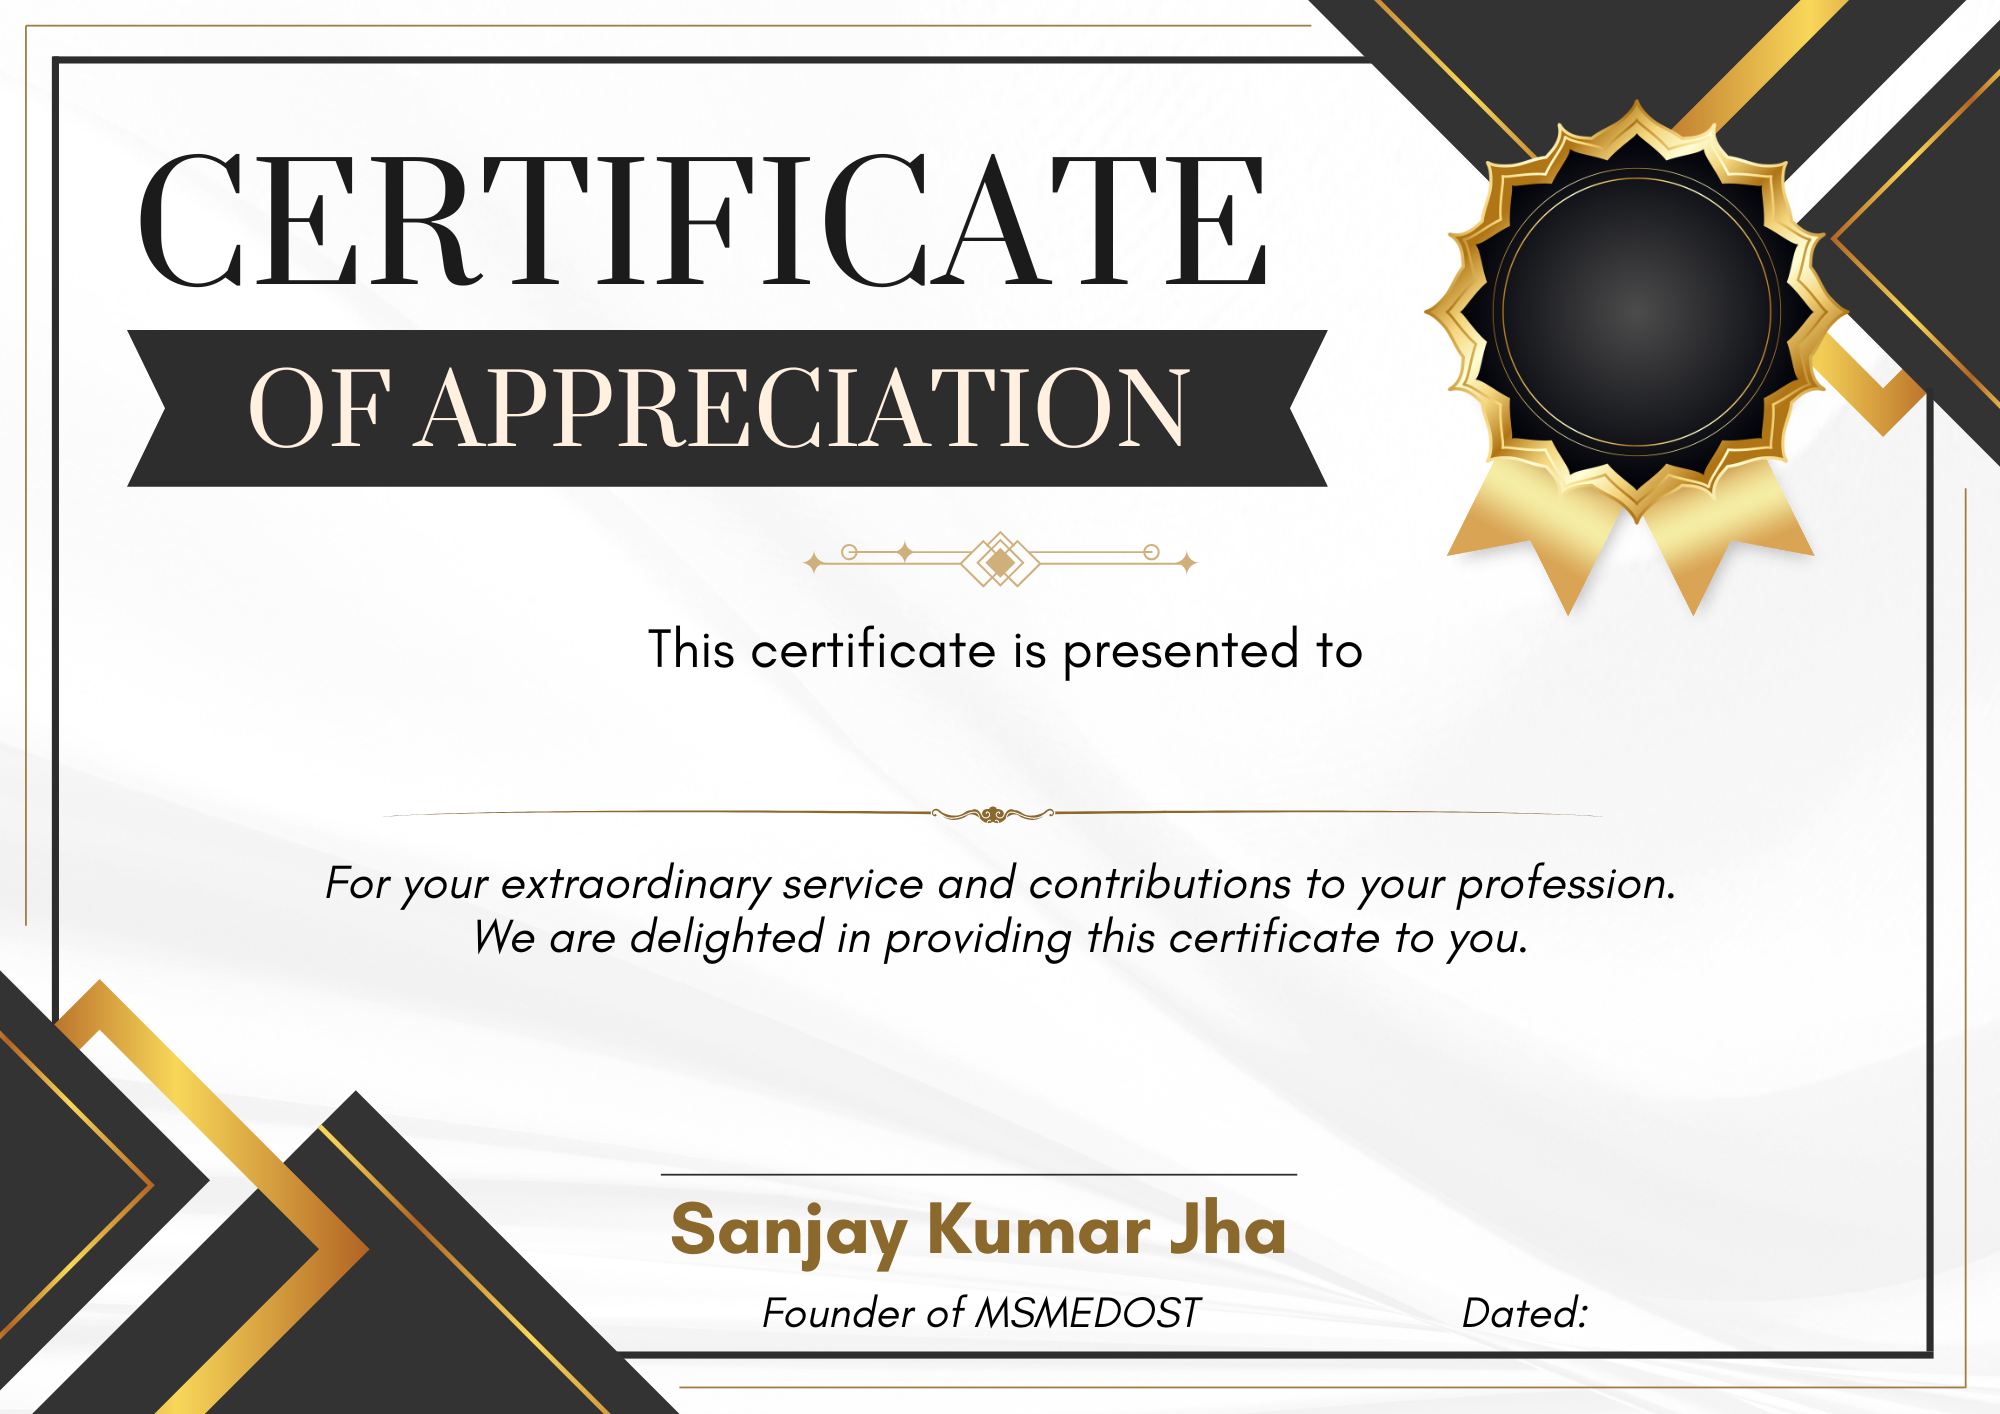 CERTIFICATE
OF APPRECIATION
This certificate is presented to
For your extraordinary service and contributions to your profession.
We are delighted in providing this certificate to you.
Sanjay Kumar Jha
Founder of MSMEDOST
Dated: